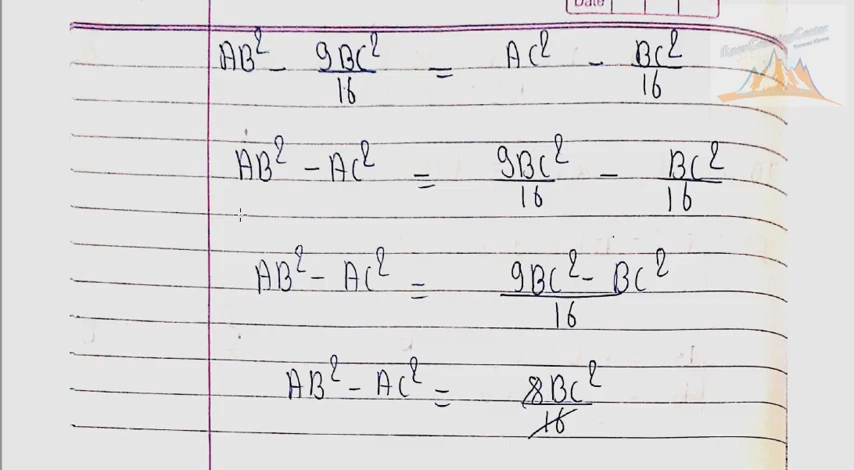 Date
AB² - 9BC²/16 = AC² - BC²/16
AB² - AC² = 9BC²/16 - BC²/16
AB² - AC² = 9BC² - BC²/16
AB² - AC² = 8BC²/16